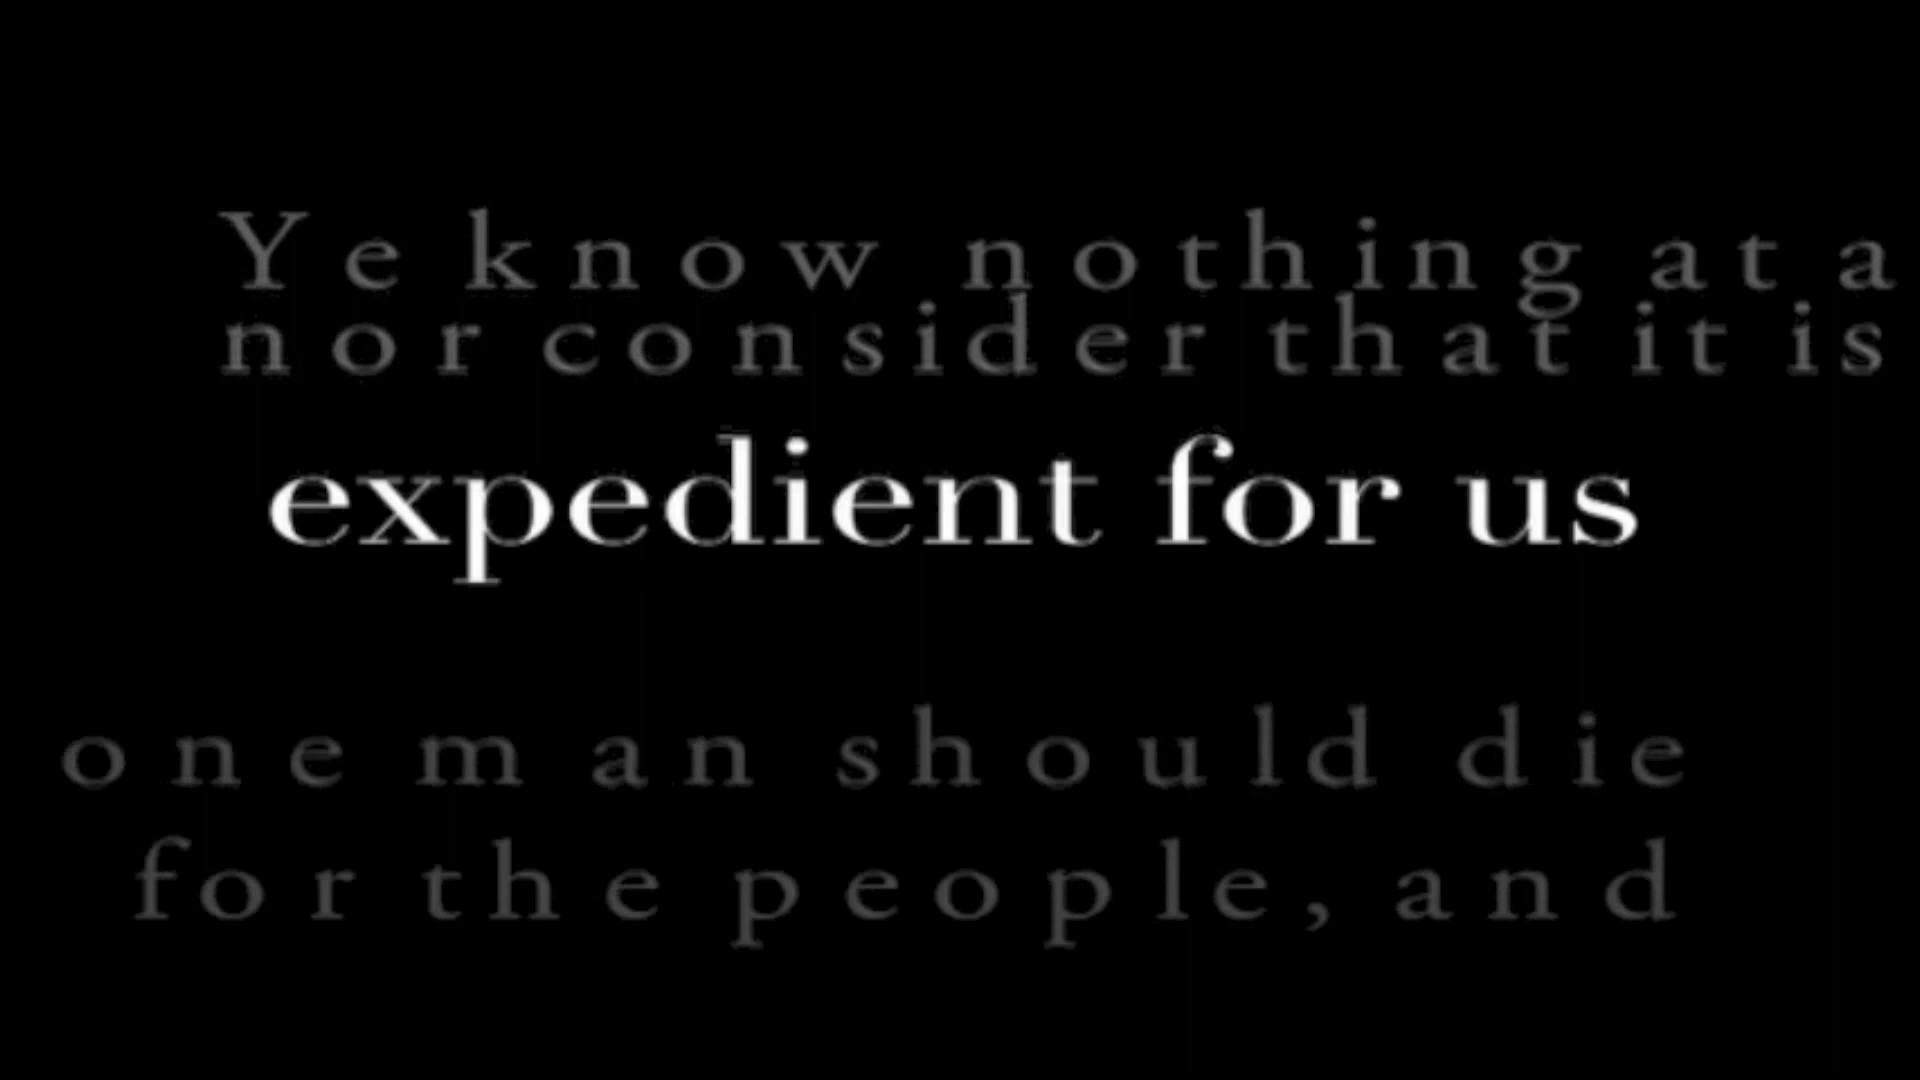 Ye know nothing at a
nor consider that it is
expedient for us
one man should die
for the people, and